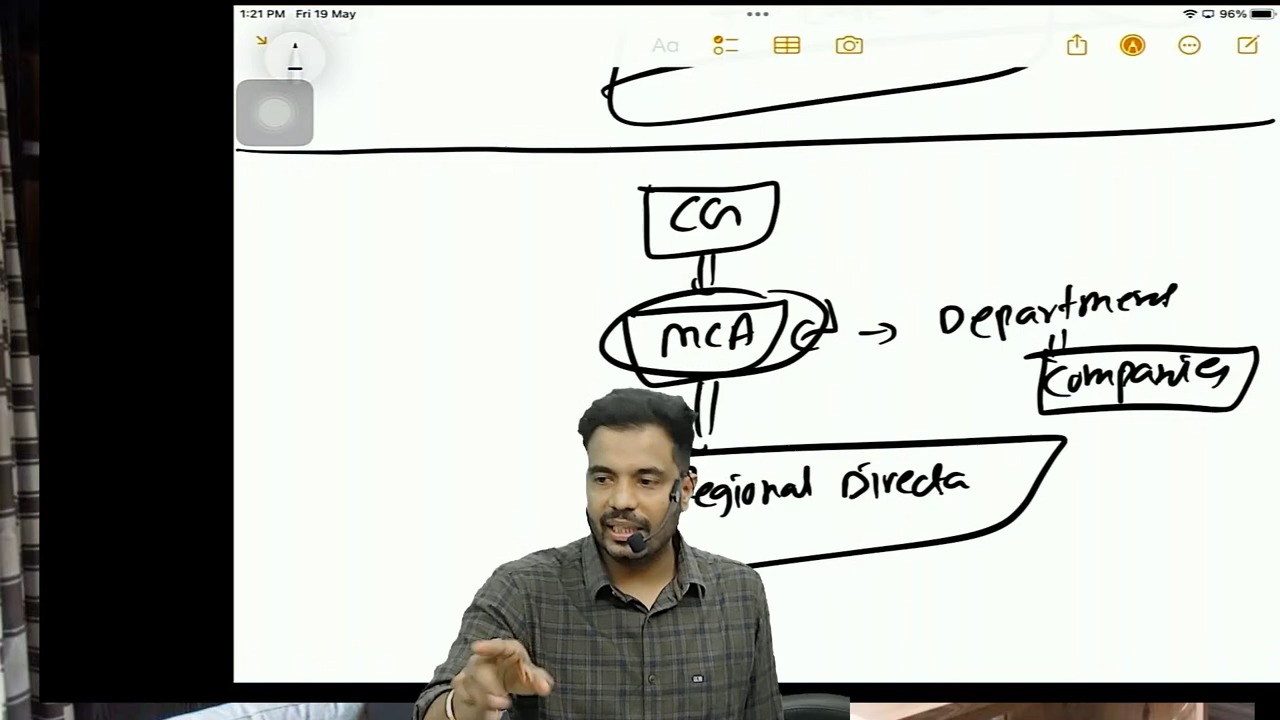 1:21 PM Fri 19 May
96%
Aa
CG
MCA
Department
Companies
egional Directa